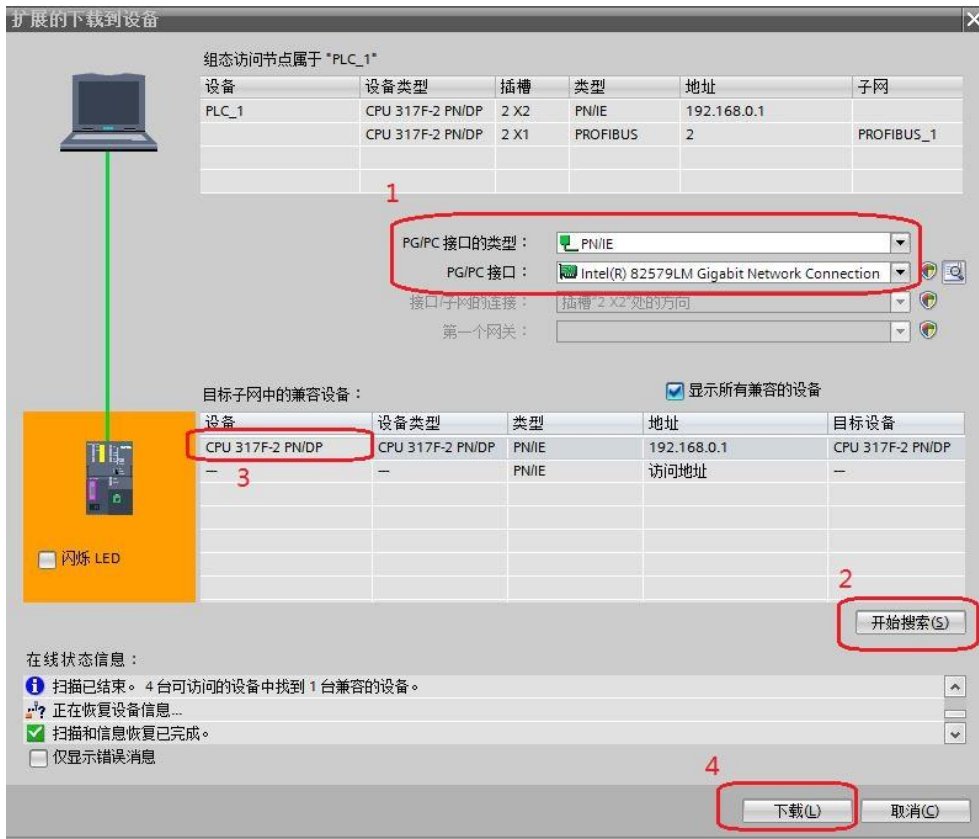 扩展的下载到设备
组态访问节点属于 "PLC_1"
设备 设备类型 插槽 类型 地址 子网
PLC_1 CPU 317F-2 PN/DP 2 X2 PN/IE 192.168.0.1
CPU 317F-2 PN/DP 2 X1 PROFIBUS 2 PROFIBUS_1
1
PG/PC 接口的类型： PN/IE
PG/PC 接口： Intel(R) 82579LM Gigabit Network Connection
接口/子网的连接： 插槽"2 X2"处的方向
第一个网关：
目标子网中的兼容设备： 显示所有兼容的设备
设备 设备类型 类型 地址 目标设备
CPU 317F-2 PN/DP CPU 317F-2 PN/DP PN/IE 192.168.0.1 CPU 317F-2 PN/DP
— — PN/IE 访问地址 —
3
闪烁 LED
2
开始搜索(S)
在线状态信息：
扫描已结束。 4 台可访问的设备中找到 1 台兼容的设备。
正在恢复设备信息...
扫描和信息恢复已完成。
仅显示错误消息
4
下载(L) 取消(C)